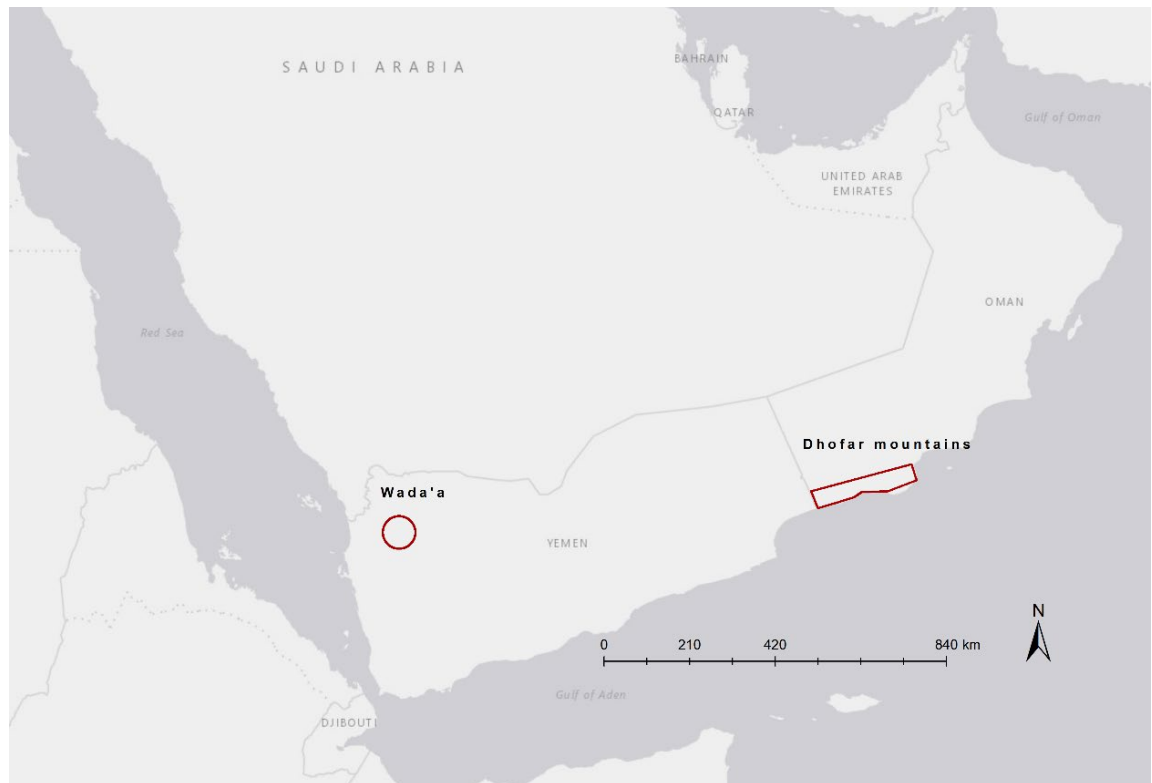 SAUDI ARABIA
BAHRAIN
QATAR
Gulf of Oman
UNITED ARAB
EMIRATES
OMAN
Red Sea
Dhofar mountains
Wada'a
YEMEN
N
0 210 420 840 km
Gulf of Aden
DJIBOUTI